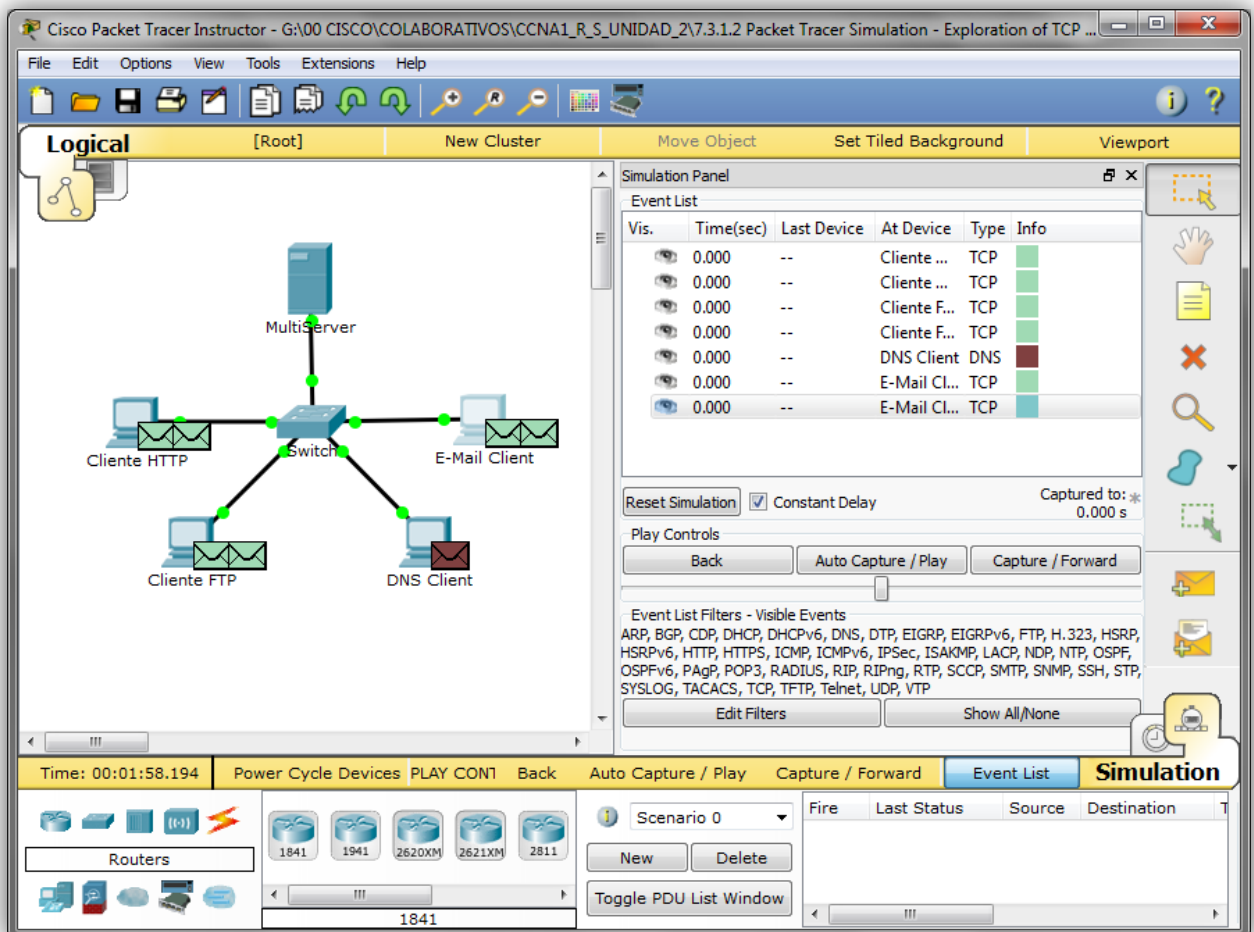 Cisco Packet Tracer Instructor - G:\00 CISCO\COLABORATIVOS\CCNA1_R_S_UNIDAD_2\7.3.1.2 Packet Tracer Simulation - Exploration of TCP ...
File Edit Options View Tools Extensions Help
Logical [Root] New Cluster Move Object Set Tiled Background Viewport
MultiServer
Cliente HTTP
Switch
E-Mail Client
Cliente FTP
DNS Client
Simulation Panel
Event List
Vis. Time(sec) Last Device At Device Type Info
0.000 -- Cliente ... TCP
0.000 -- Cliente ... TCP
0.000 -- Cliente F... TCP
0.000 -- Cliente F... TCP
0.000 -- DNS Client DNS
0.000 -- E-Mail Cl... TCP
0.000 -- E-Mail Cl... TCP
Reset Simulation Constant Delay Captured to: *
0.000 s
Play Controls
Back Auto Capture / Play Capture / Forward
Event List Filters - Visible Events
ARP, BGP, CDP, DHCP, DHCPv6, DNS, DTP, EIGRP, EIGRPv6, FTP, H.323, HSRP,
HSRPv6, HTTP, HTTPS, ICMP, ICMPv6, IPSec, ISAKMP, LACP, NDP, NTP, OSPF,
OSPFv6, PAgP, POP3, RADIUS, RIP, RIPng, RTP, SCCP, SMTP, SNMP, SSH, STP,
SYSLOG, TACACS, TCP, TFTP, Telnet, UDP, VTP
Edit Filters Show All/None
Time: 00:01:58.194 Power Cycle Devices PLAY CONT Back Auto Capture / Play Capture / Forward Event List Simulation
Routers
1841 1941 2620XM 2621XM 2811
1841
Scenario 0
New Delete
Toggle PDU List Window
Fire Last Status Source Destination T